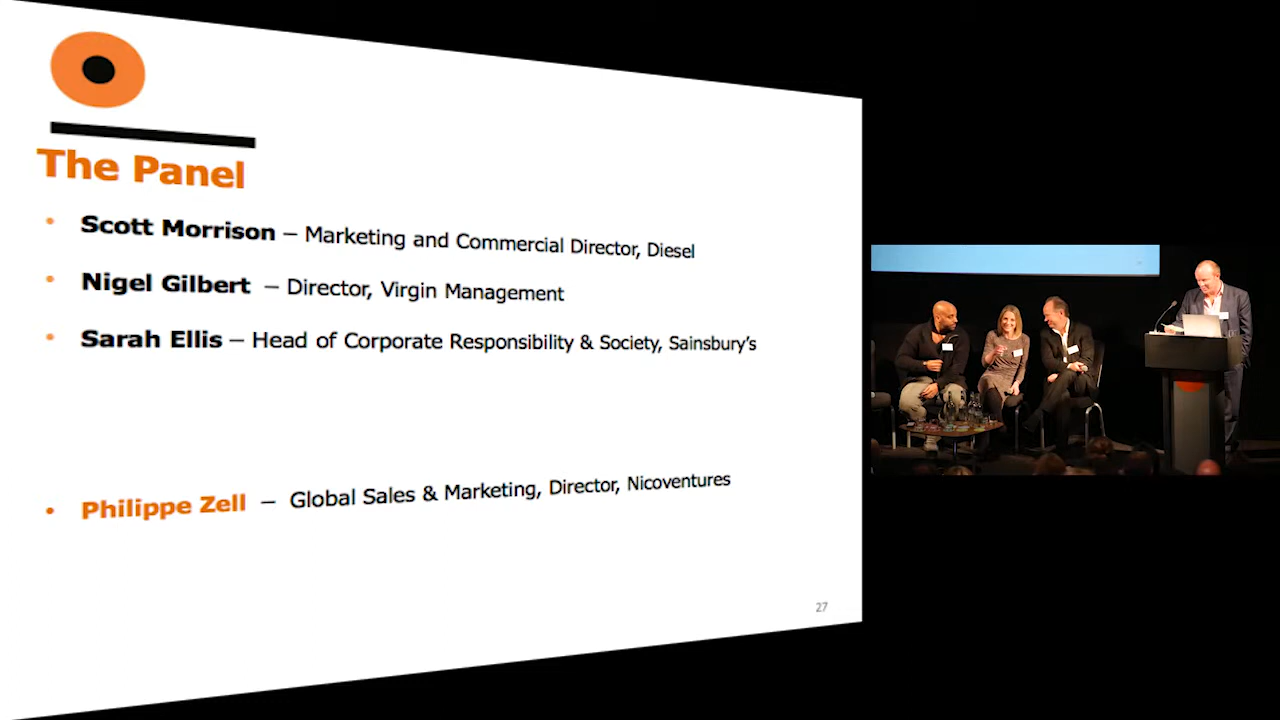 The Panel
• Scott Morrison – Marketing and Commercial Director, Diesel
• Nigel Gilbert – Director, Virgin Management
• Sarah Ellis – Head of Corporate Responsibility & Society, Sainsbury's
• Philippe Zell – Global Sales & Marketing, Director, Nicoventures
27